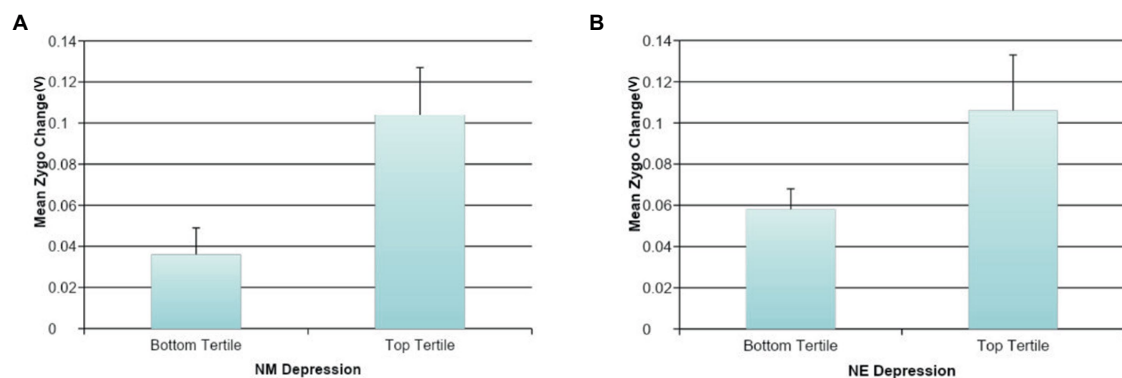 A
Mean Zygo Change(V)
0.14
0.12
0.1
0.08
0.06
0.04
0.02
0
Bottom Tertile
Top Tertile
NM Depression
B
Mean Zygo Change(V)
0.14
0.12
0.1
0.08
0.06
0.04
0.02
0
Bottom Tertile
Top Tertile
NE Depression